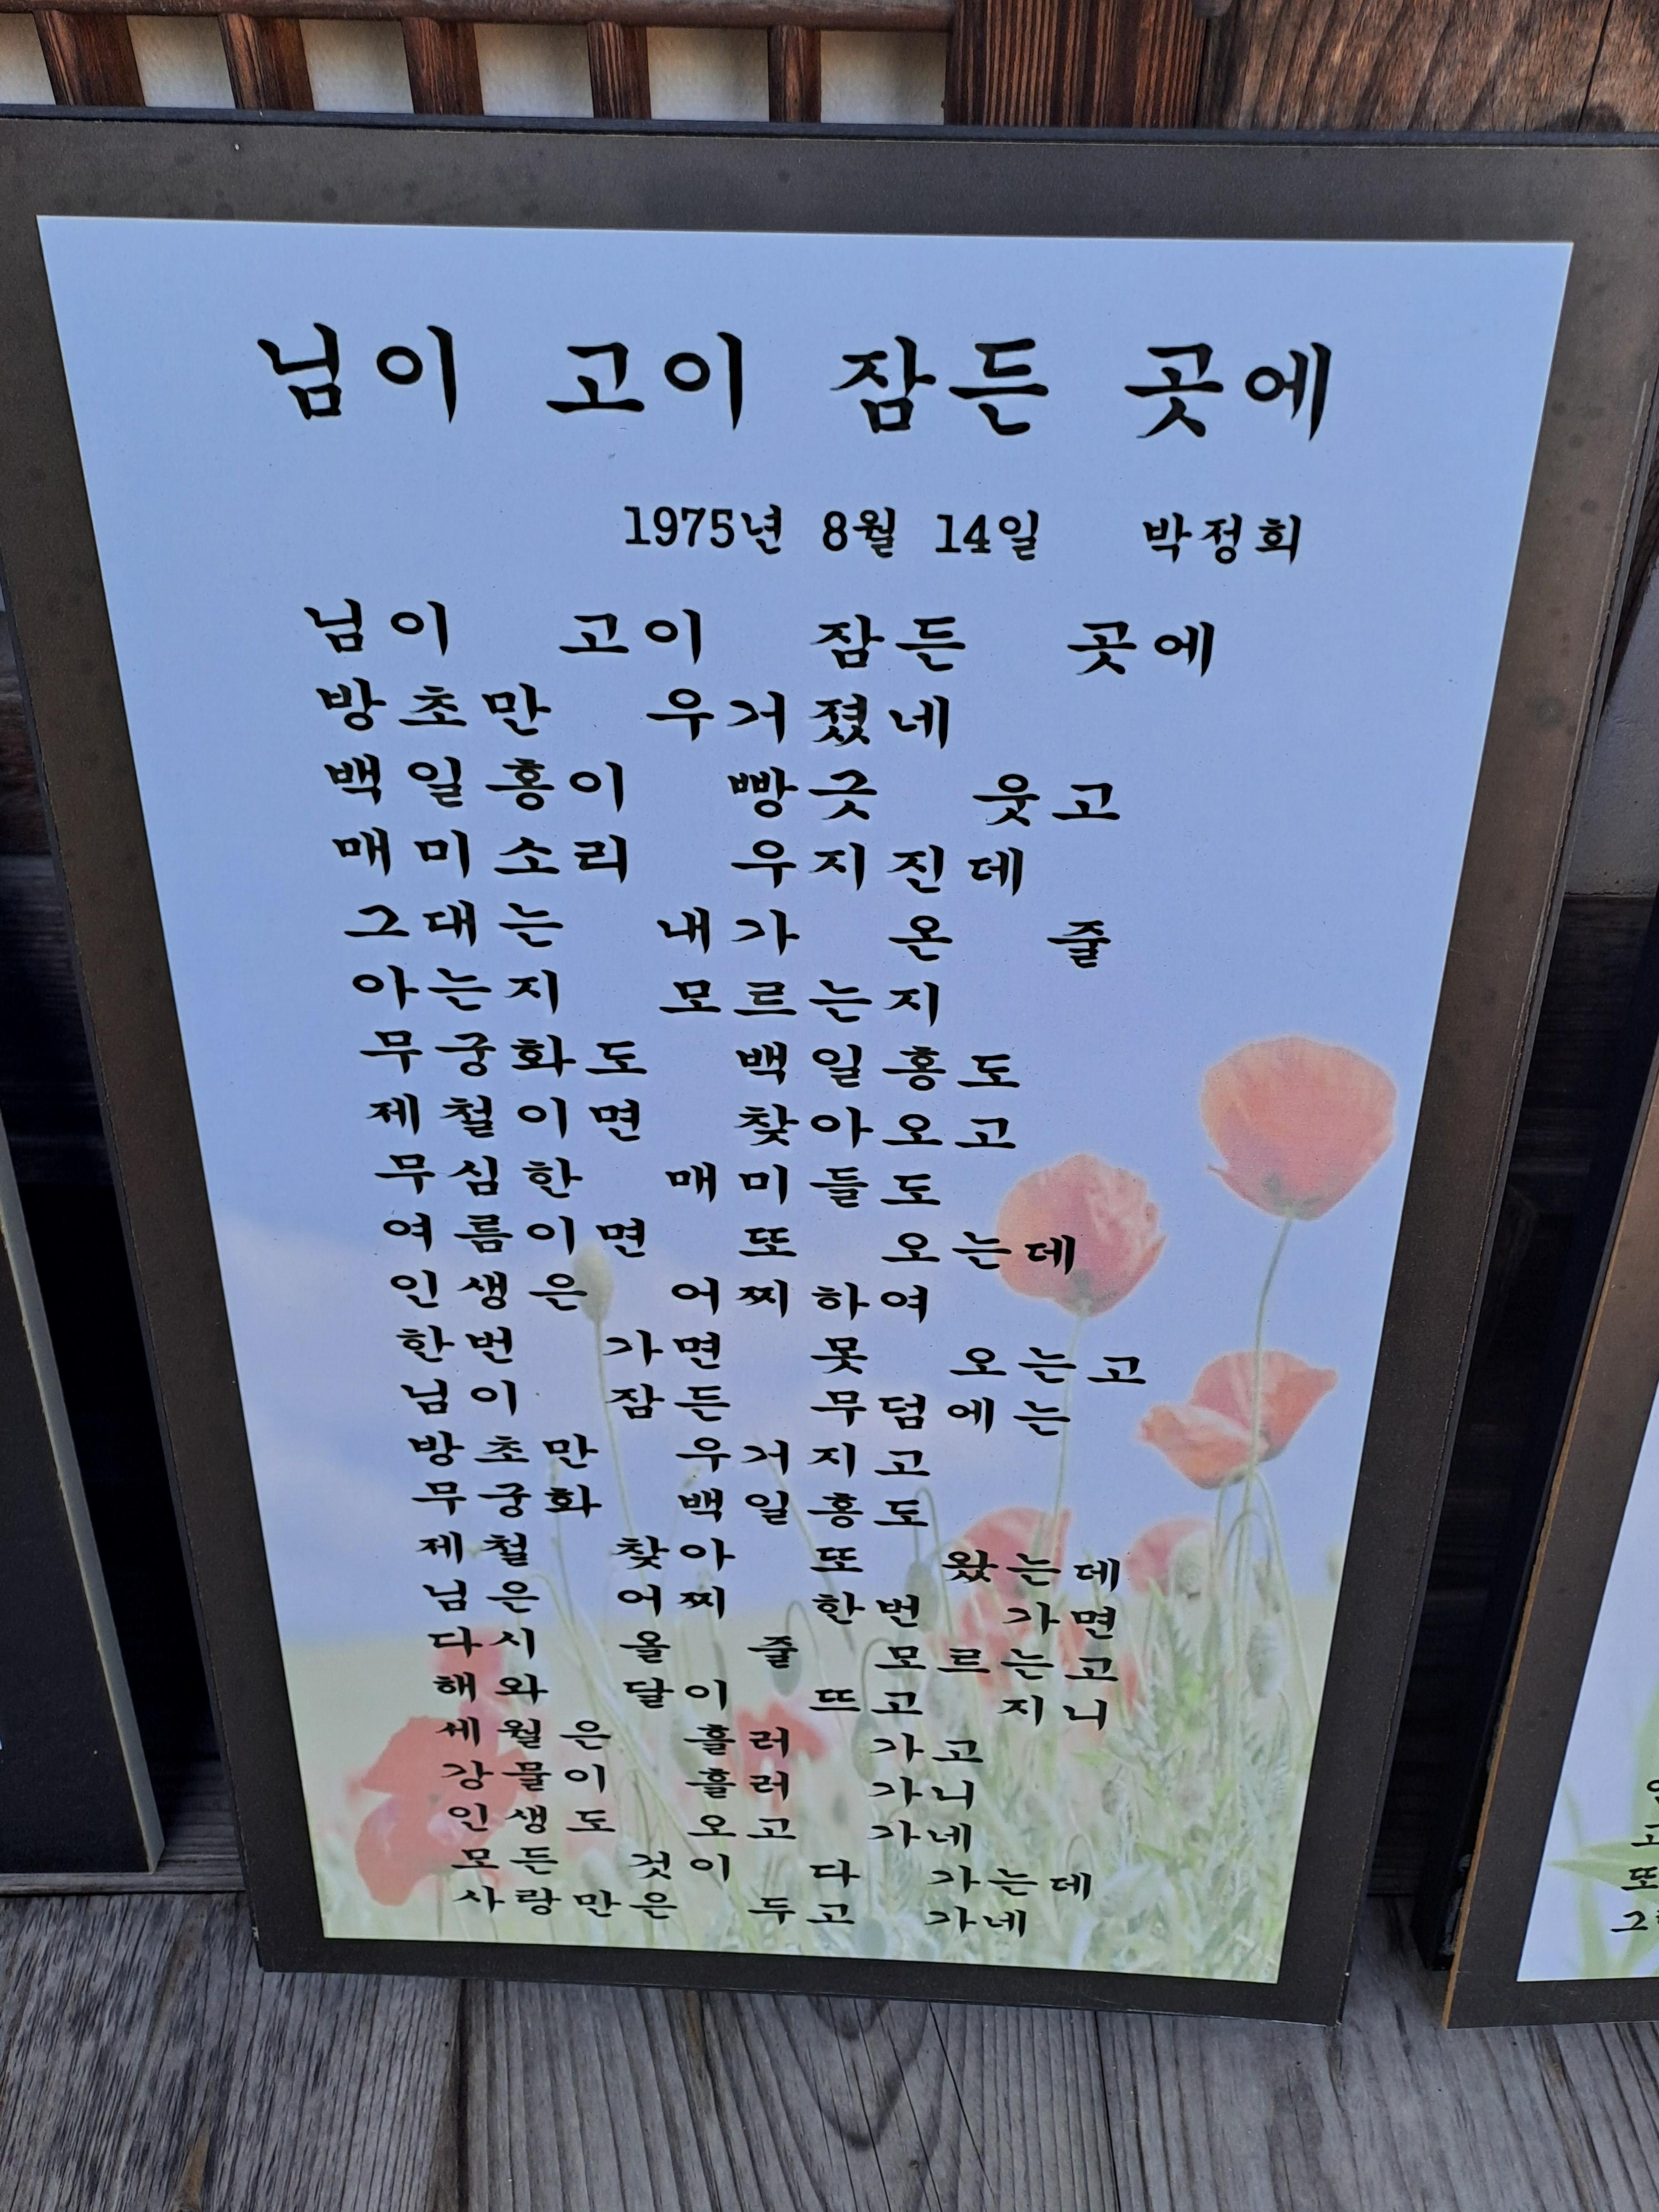 님이 고이 잠든 곳에
1975년 8월 14일 박정희
님이 고이 잠든 곳에
방초만 우거졌네
백일홍이 빵긋 웃고
매미소리 우지진데
그대는 내가 온 줄
아는지 모르는지
무궁화도 백일홍도
제철이면 찾아오고
무심한 매미들도
여름이면 또 오는데
인생은 어찌하여
한번 가면 못 오는고
님이 잠든 무덤에는
방초만 우거지고
무궁화 백일홍도
제철 찾아 또 왔는데
님은 어찌 한번 가면
다시 올 줄 모르는고
해와 달이 뜨고 지니
세월은 흘러 가고
강물이 흘러 가니
인생도 오고 가네
모든 것이 다 가는데
사랑만은 두고 가네
고
또